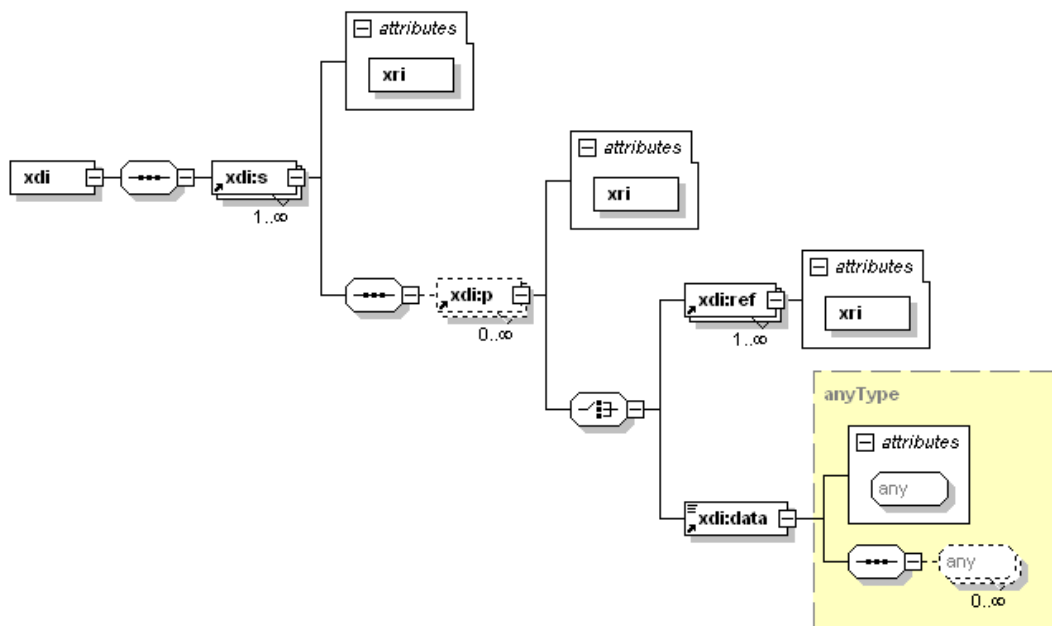 attributes
xri
xdi
xdi:s
1..∞
attributes
xri
xdi:p
0..∞
attributes
xri
xdi:ref
1..∞
anyType
attributes
any
xdi:data
any
0..∞